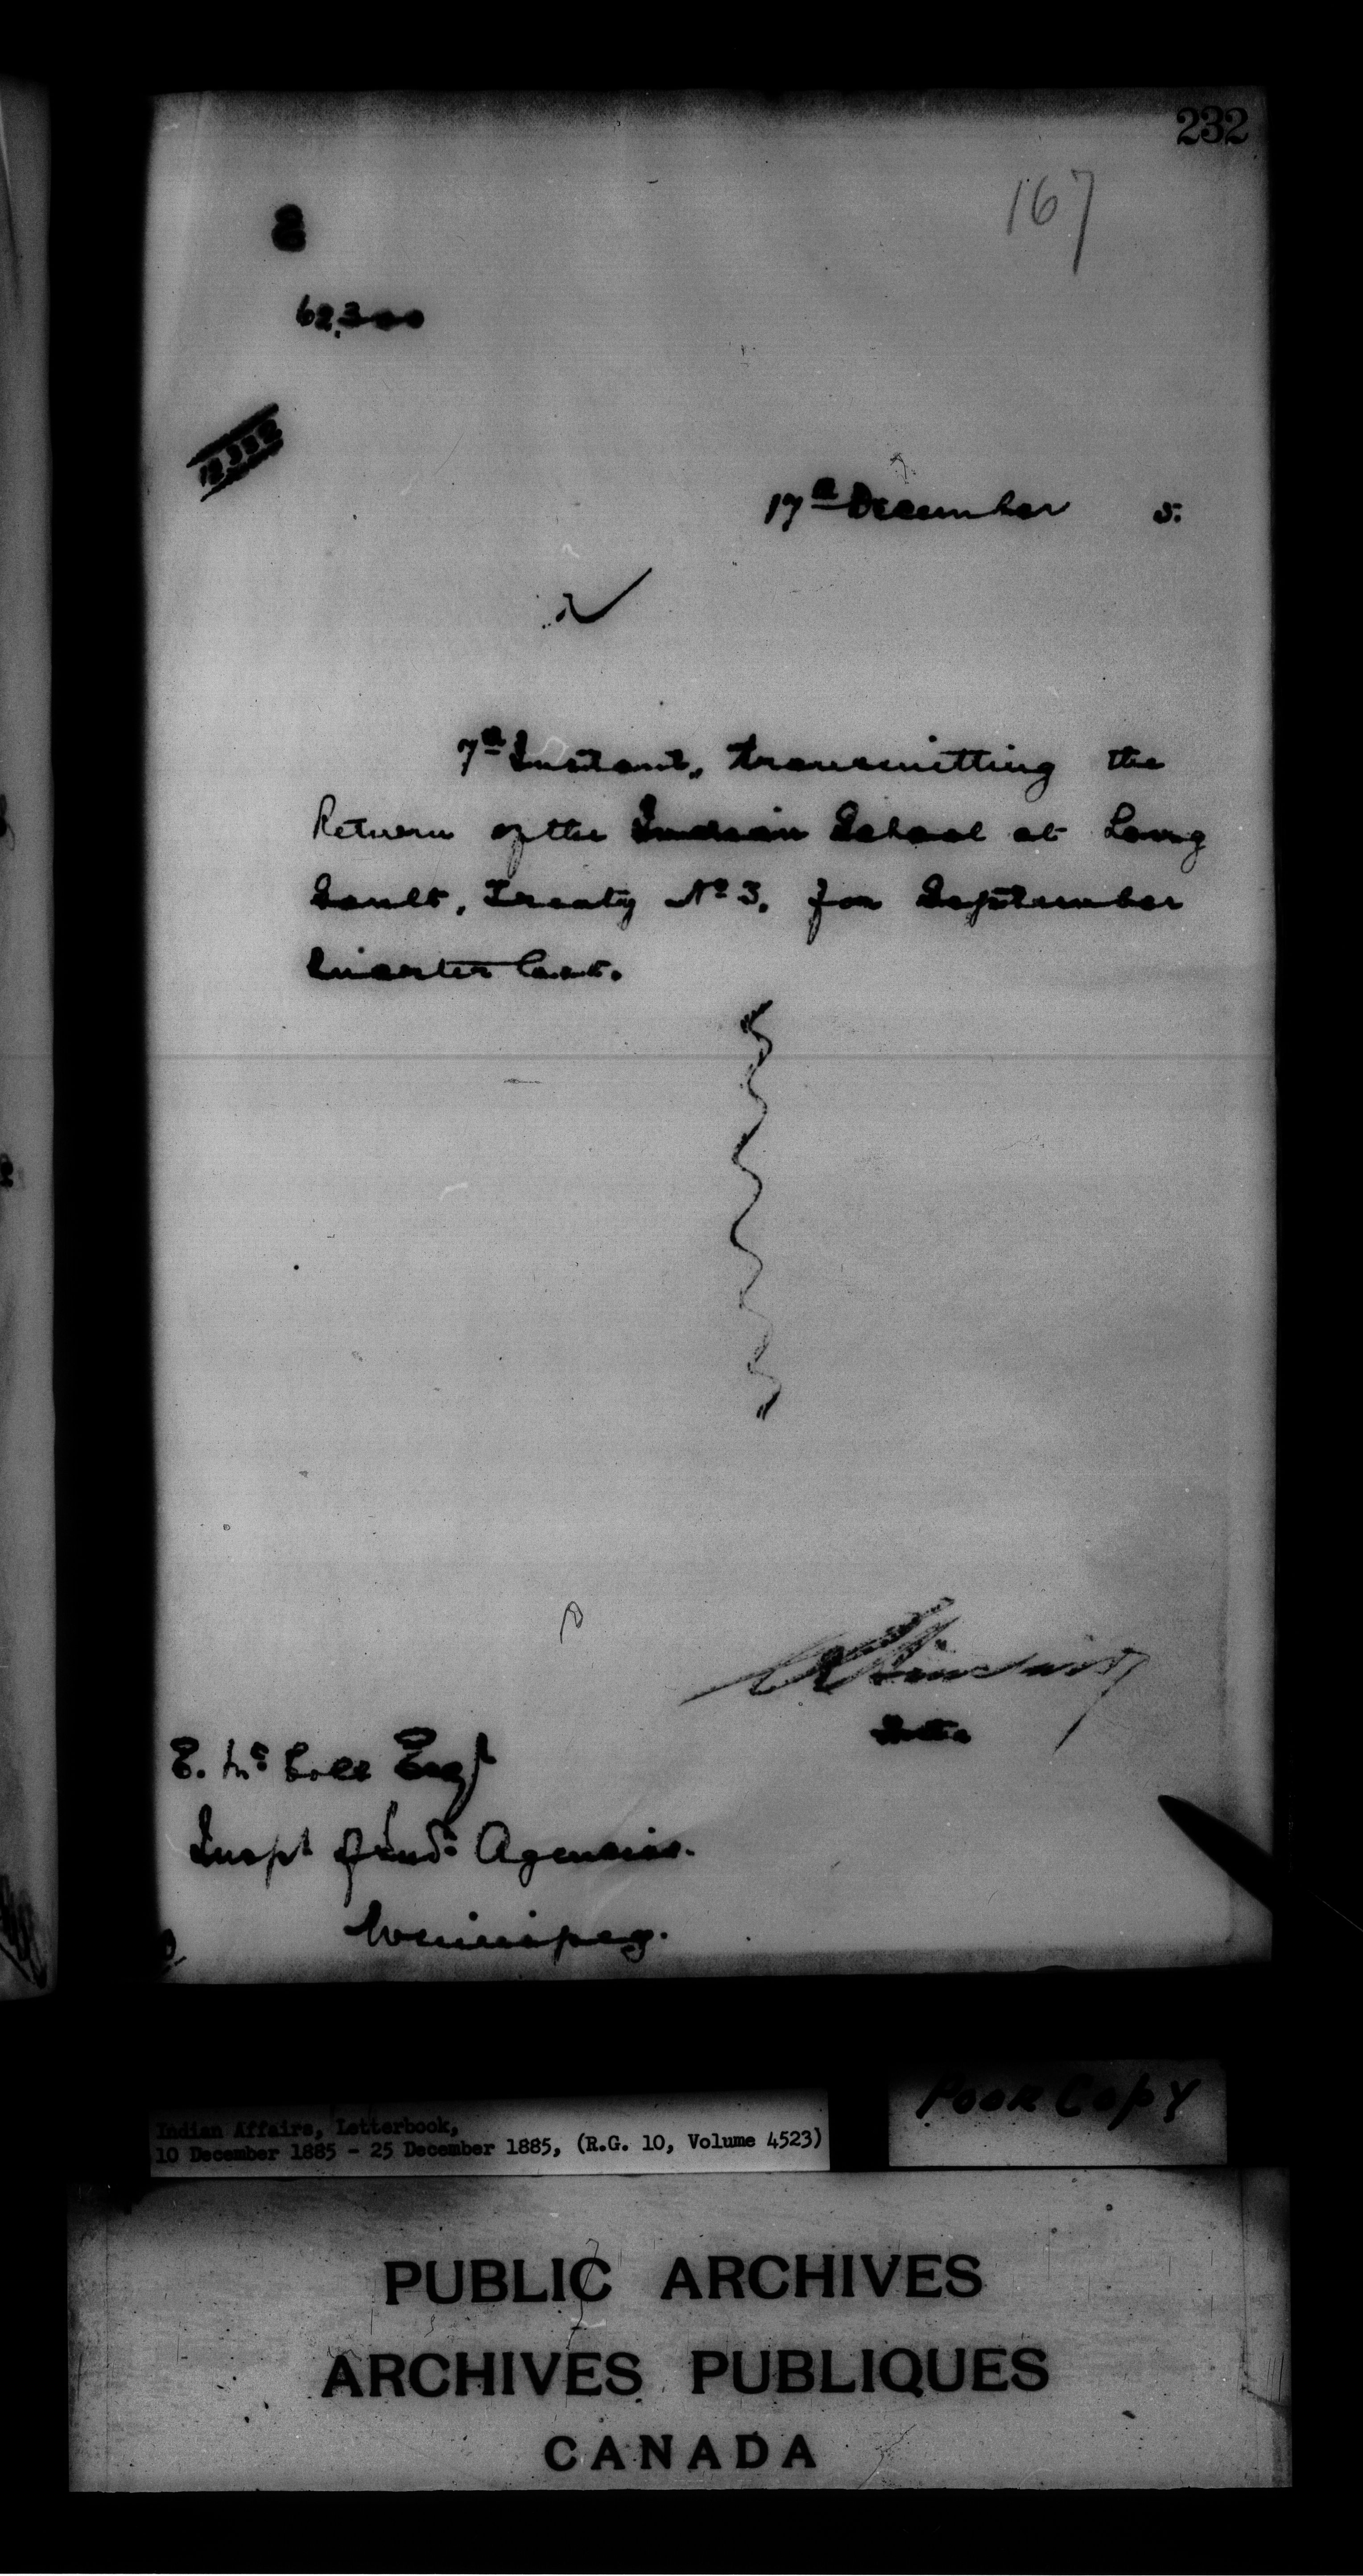 232
167
62,300
17th December 5.
7th Instant, transmitting the
Return of the Indian School at Long
Sault, Treaty No 3, for September
Quarter last.
E. McColl Esqr
Inspt of Indn Agencies.
Winnipeg.
Poor Copy
Indian Affairs, Letterbook,
10 December 1885 - 25 December 1885, (R.G. 10, Volume 4523)
PUBLIC ARCHIVES
ARCHIVES PUBLIQUES
CANADA